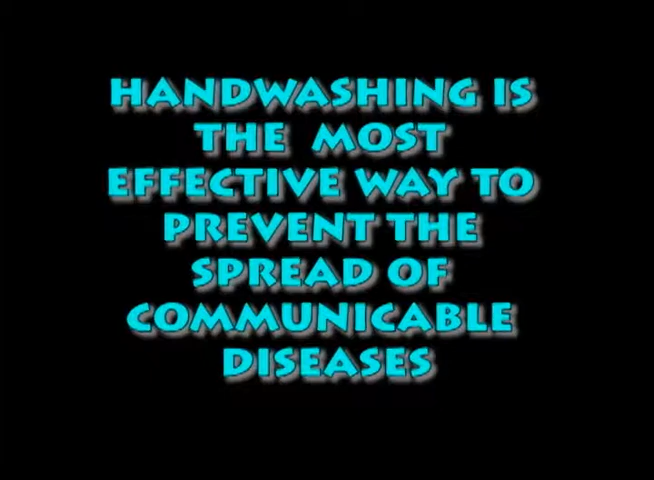 HANDWASHING IS
THE MOST
EFFECTIVE WAY TO
PREVENT THE
SPREAD OF
COMMUNICABLE
DISEASES